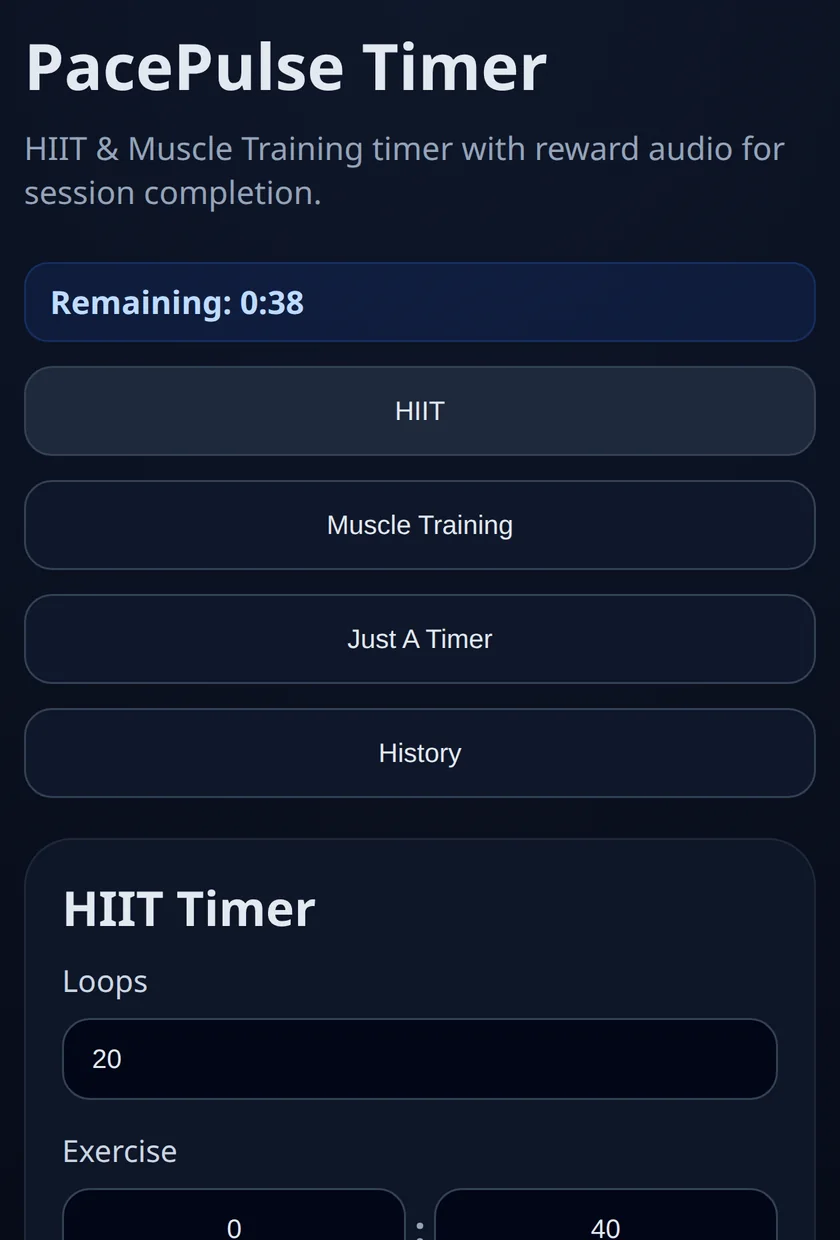 PacePulse Timer
HIIT & Muscle Training timer with reward audio for
session completion.
Remaining: 0:38
HIIT
Muscle Training
Just A Timer
History
HIIT Timer
Loops
20
Exercise
0 : 40